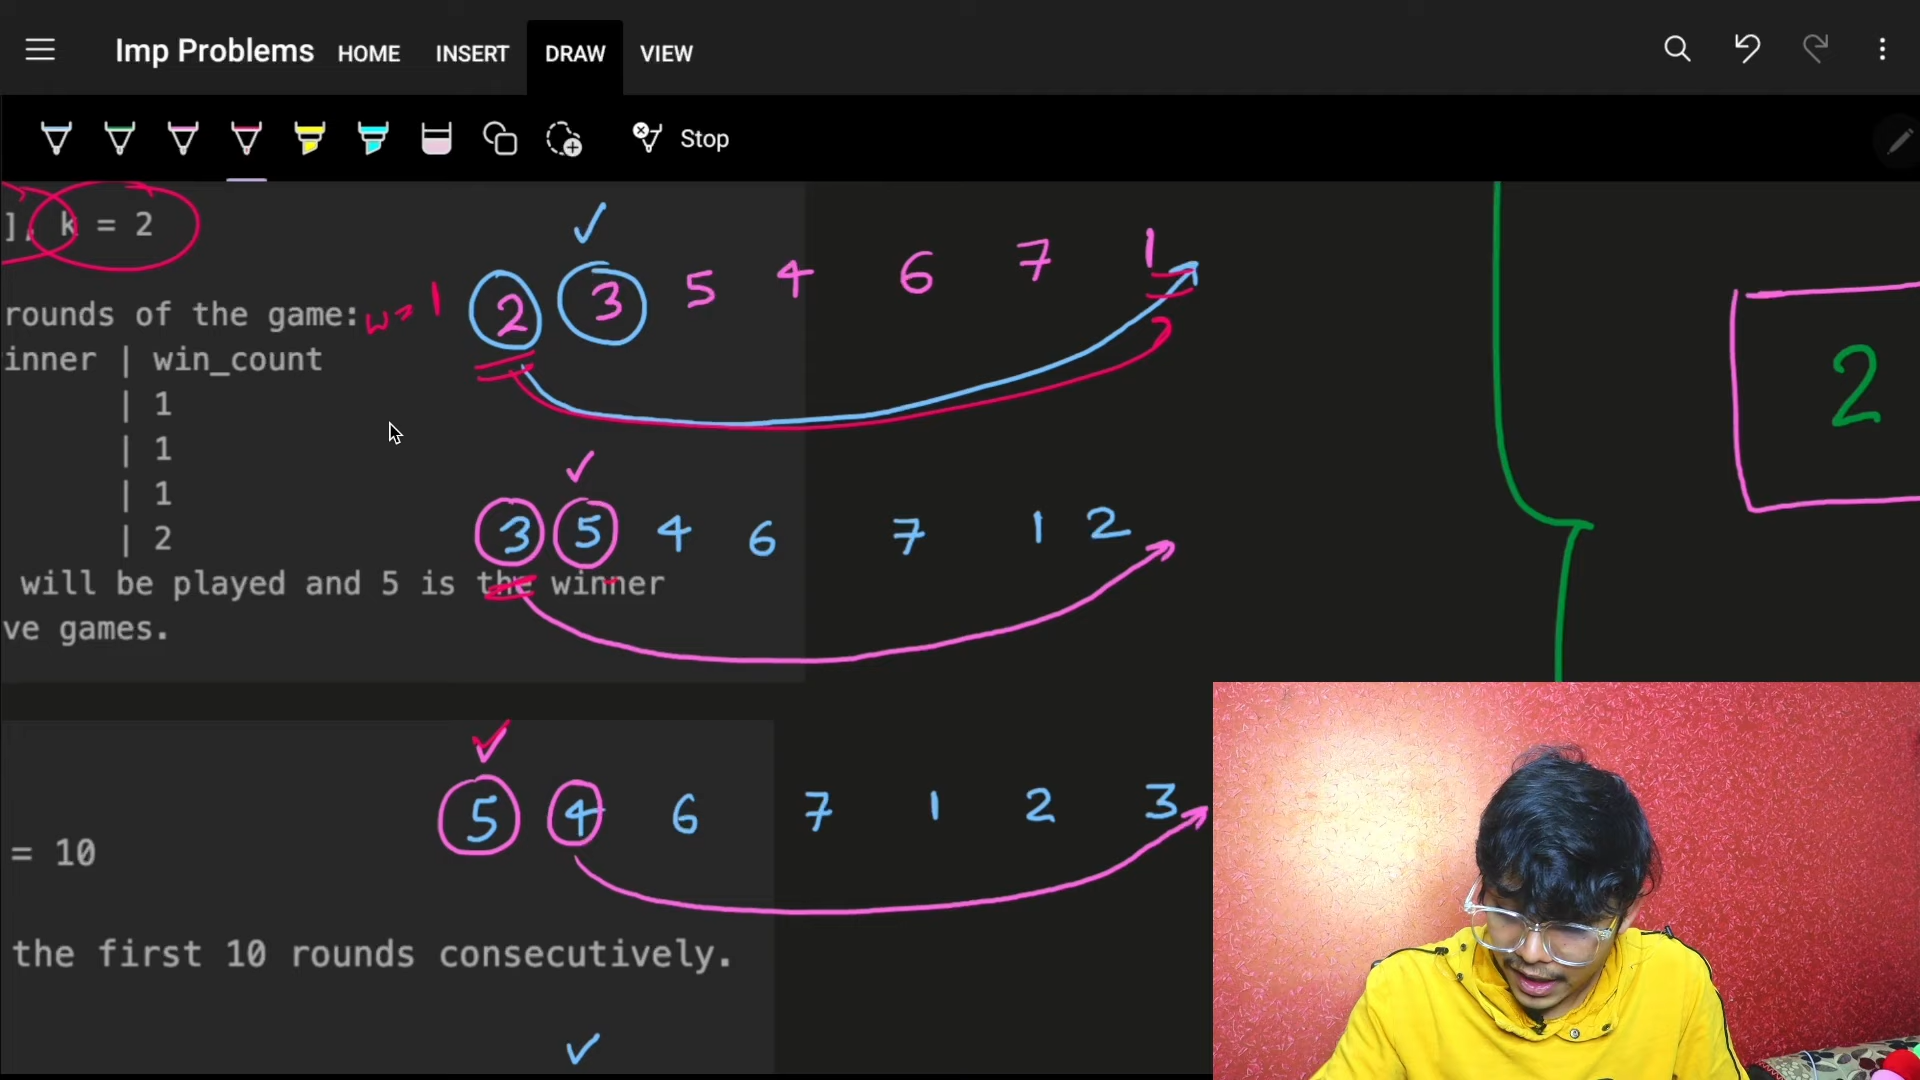 Imp Problems HOME INSERT DRAW VIEW
Stop
], k = 2
2 3 5 4 6 7 1
rounds of the game: w = 1
inner | win_count
| 1
| 1
| 1
| 2
3 5 4 6 7 1 2
will be played and 5 is the winner
ve games.
5 4 6 7 1 2 3
= 10
the first 10 rounds consecutively.
2